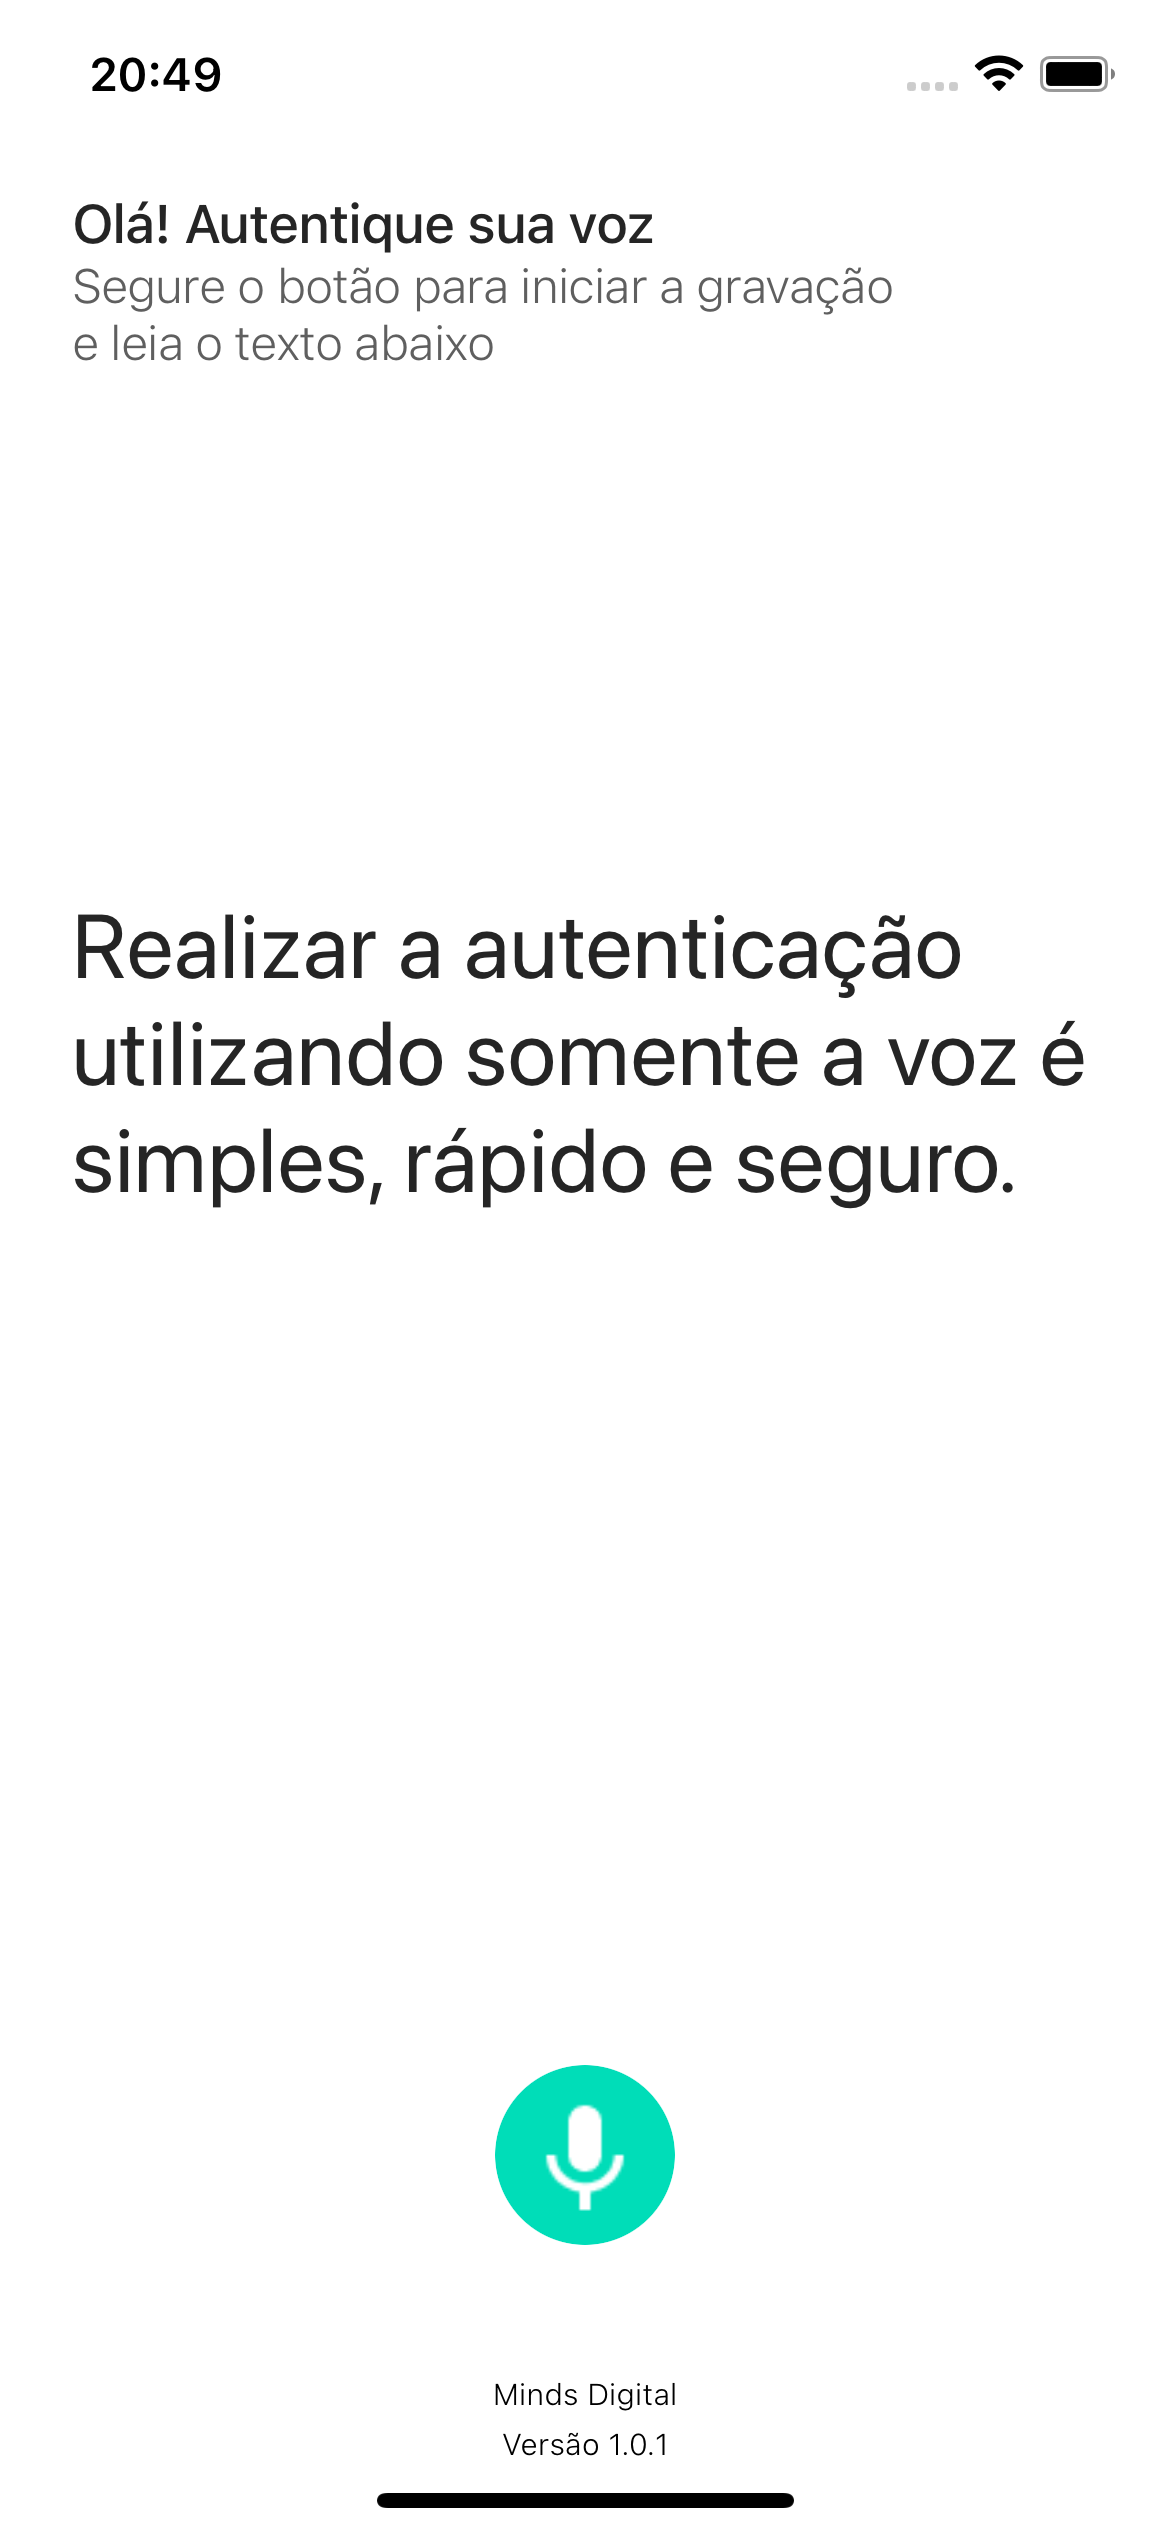 20:49
Olá! Autentique sua voz
Segure o botão para iniciar a gravação
e leia o texto abaixo
Realizar a autenticação
utilizando somente a voz é
simples, rápido e seguro.
Minds Digital
Versão 1.0.1